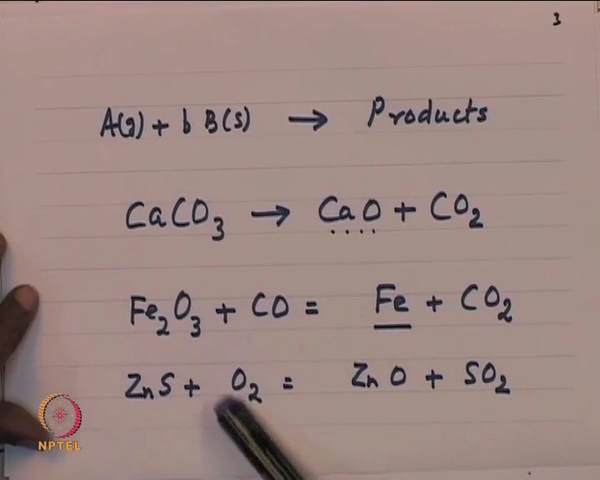 3
A(g) + b B(s) → Products
CaCO₃ → CaO + CO₂
Fe₂O₃ + CO = Fe + CO₂
ZnS + O₂ = ZnO + SO₂
NPTEL